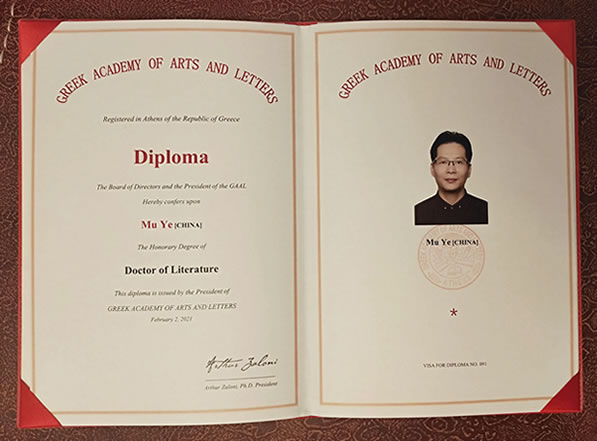 GREEK ACADEMY OF ARTS AND LETTERS
Registered in Athens of the Republic of Greece
Diploma
The Board of Directors and the President of the GAAL
Hereby confers upon
Mu Ye [CHINA]
The Honorary Degree of
Doctor of Literature
This diploma is issued by the President of
GREEK ACADEMY OF ARTS AND LETTERS
February 2, 2021
Arthur Zaloni
Arthur Zaloni, Ph.D. President
GREEK ACADEMY OF ARTS AND LETTERS
Mu Ye [CHINA]
*
VISA FOR DIPLOMA NO. 091